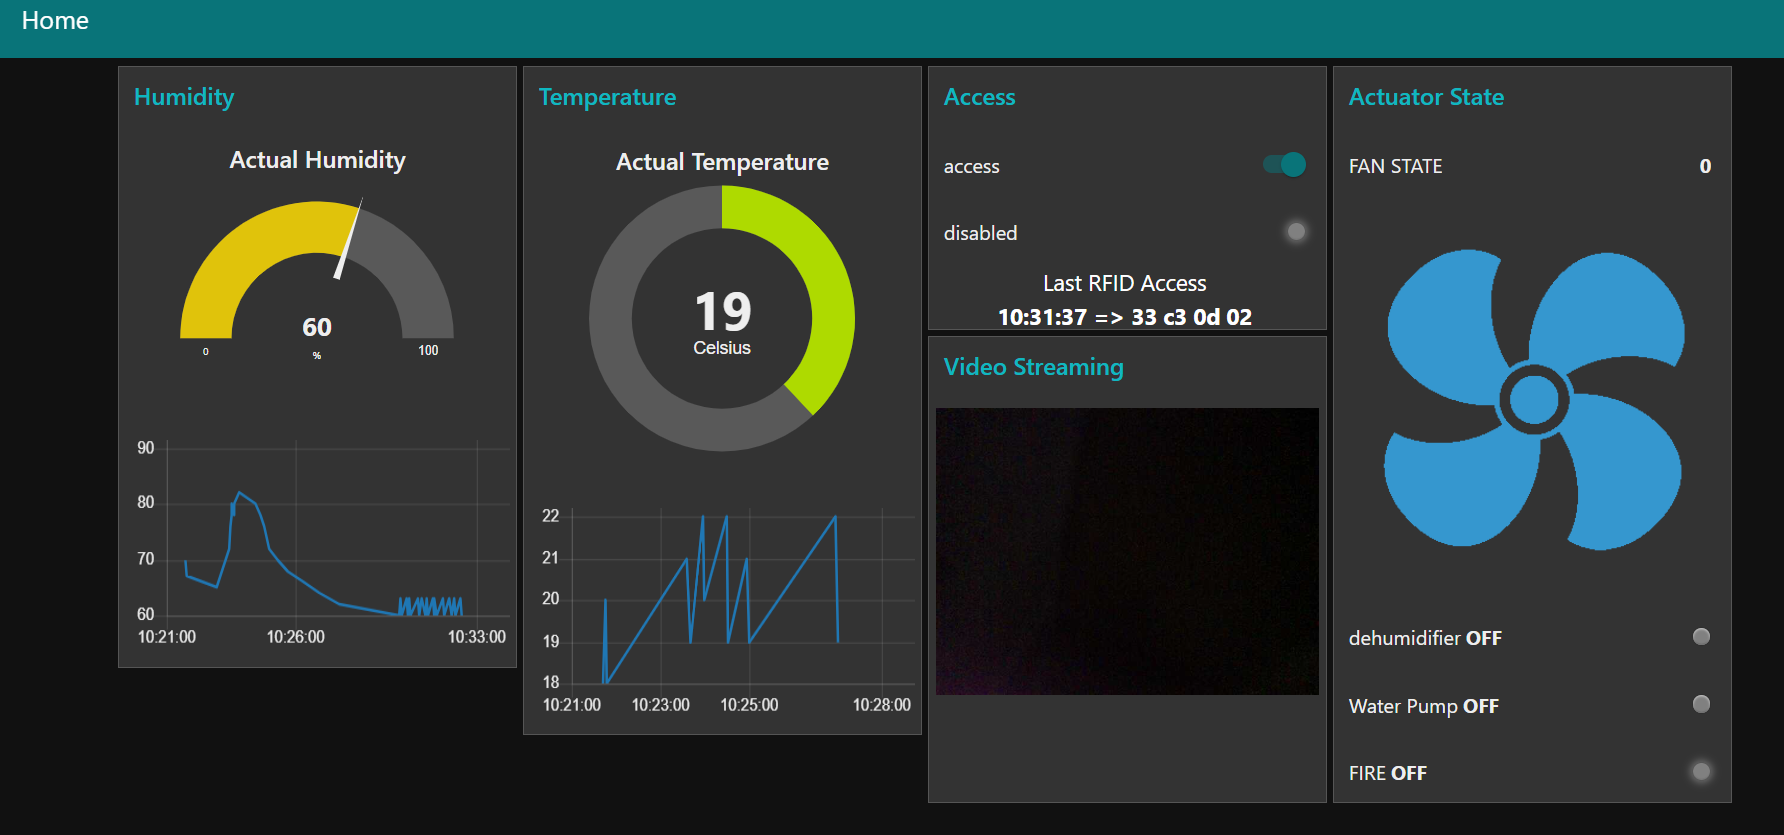 Home
Humidity
Actual Humidity
60
0
%
100
90
80
70
60
10:21:00
10:26:00
10:33:00
Temperature
Actual Temperature
19
Celsius
22
21
20
19
18
10:21:00
10:23:00
10:25:00
10:28:00
Access
access
disabled
Last RFID Access
10:31:37 => 33 c3 0d 02
Video Streaming
Actuator State
FAN STATE 0
dehumidifier OFF
Water Pump OFF
FIRE OFF